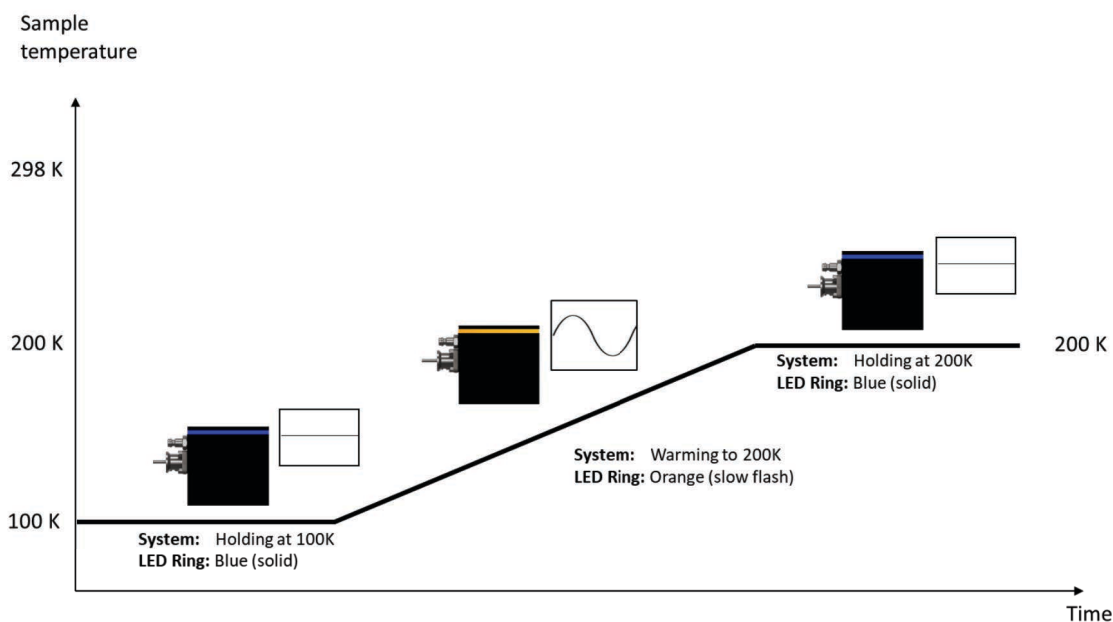 Sample
temperature
298 K
200 K
100 K
System: Holding at 100K
LED Ring: Blue (solid)
System: Warming to 200K
LED Ring: Orange (slow flash)
System: Holding at 200K
LED Ring: Blue (solid)
200 K
Time